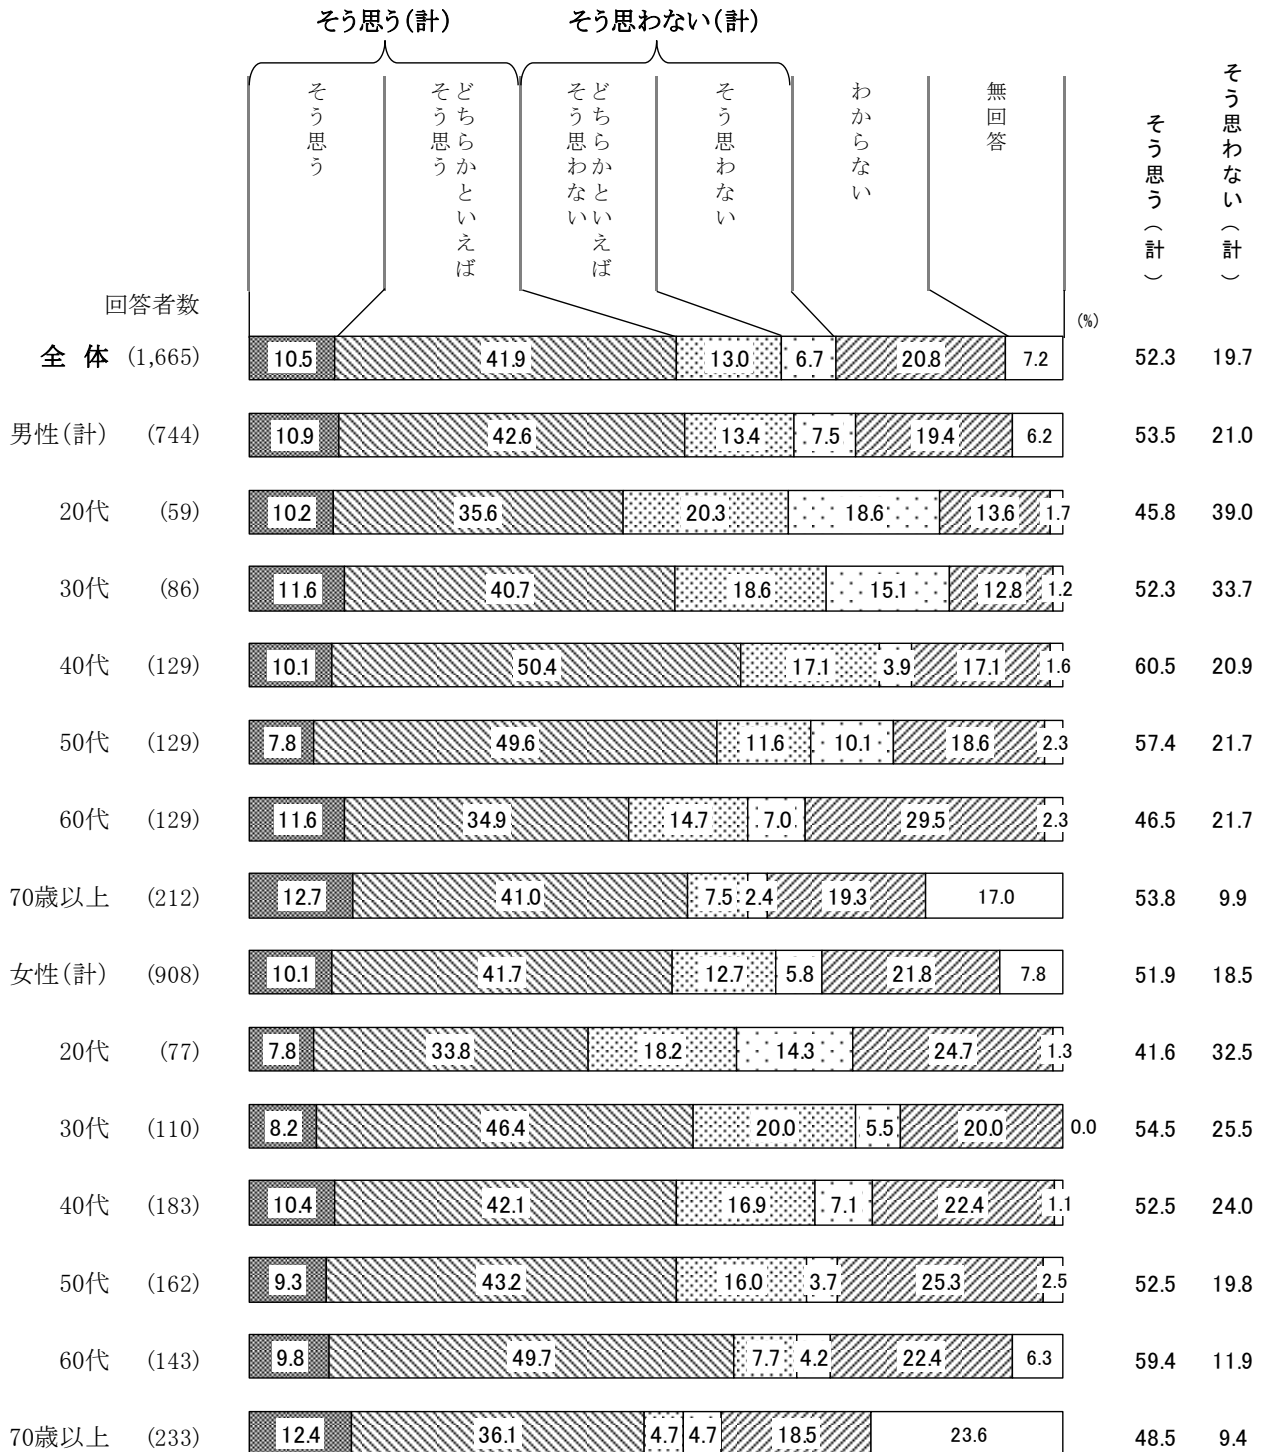 そう思う（計） そう思わない（計）
そう思う
どちらかといえば
そう思う
どちらかといえば
そう思わない
そう思わない
わからない
無回答
そう思う（計）
そう思わない（計）
回答者数
(%)
全 体 (1,665) 10.5 41.9 13.0 6.7 20.8 7.2 52.3 19.7
男性（計） (744) 10.9 42.6 13.4 7.5 19.4 6.2 53.5 21.0
20代 (59) 10.2 35.6 20.3 18.6 13.6 1.7 45.8 39.0
30代 (86) 11.6 40.7 18.6 15.1 12.8 1.2 52.3 33.7
40代 (129) 10.1 50.4 17.1 3.9 17.1 1.6 60.5 20.9
50代 (129) 7.8 49.6 11.6 10.1 18.6 2.3 57.4 21.7
60代 (129) 11.6 34.9 14.7 7.0 29.5 2.3 46.5 21.7
70歳以上 (212) 12.7 41.0 7.5 2.4 19.3 17.0 53.8 9.9
女性（計） (908) 10.1 41.7 12.7 5.8 21.8 7.8 51.9 18.5
20代 (77) 7.8 33.8 18.2 14.3 24.7 1.3 41.6 32.5
30代 (110) 8.2 46.4 20.0 5.5 20.0 0.0 54.5 25.5
40代 (183) 10.4 42.1 16.9 7.1 22.4 1.1 52.5 24.0
50代 (162) 9.3 43.2 16.0 3.7 25.3 2.5 52.5 19.8
60代 (143) 9.8 49.7 7.7 4.2 22.4 6.3 59.4 11.9
70歳以上 (233) 12.4 36.1 4.7 4.7 18.5 23.6 48.5 9.4